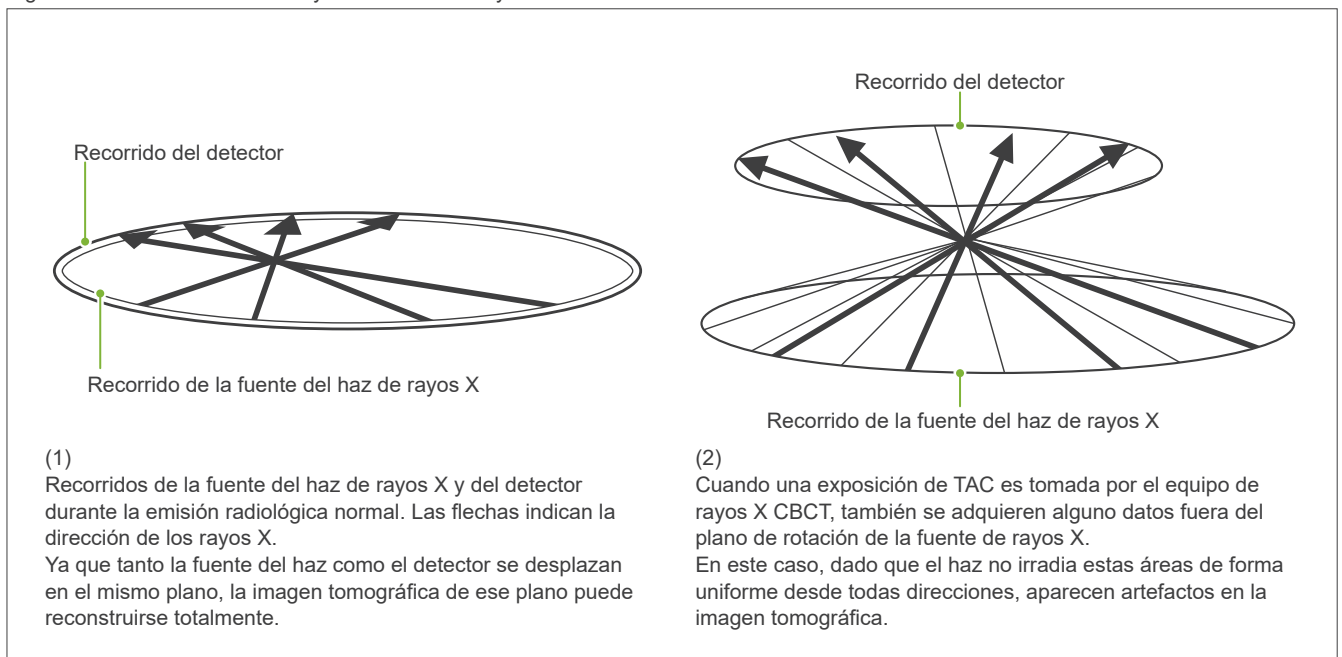 Recorrido del detector
Recorrido de la fuente del haz de rayos X
(1)
Recorridos de la fuente del haz de rayos X y del detector
durante la emisión radiológica normal. Las flechas indican la
dirección de los rayos X.
Ya que tanto la fuente del haz como el detector se desplazan
en el mismo plano, la imagen tomográfica de ese plano puede
reconstruirse totalmente.
Recorrido del detector
Recorrido de la fuente del haz de rayos X
(2)
Cuando una exposición de TAC es tomada por el equipo de
rayos X CBCT, también se adquieren alguno datos fuera del
plano de rotación de la fuente de rayos X.
En este caso, dado que el haz no irradia estas áreas de forma
uniforme desde todas direcciones, aparecen artefactos en la
imagen tomográfica.